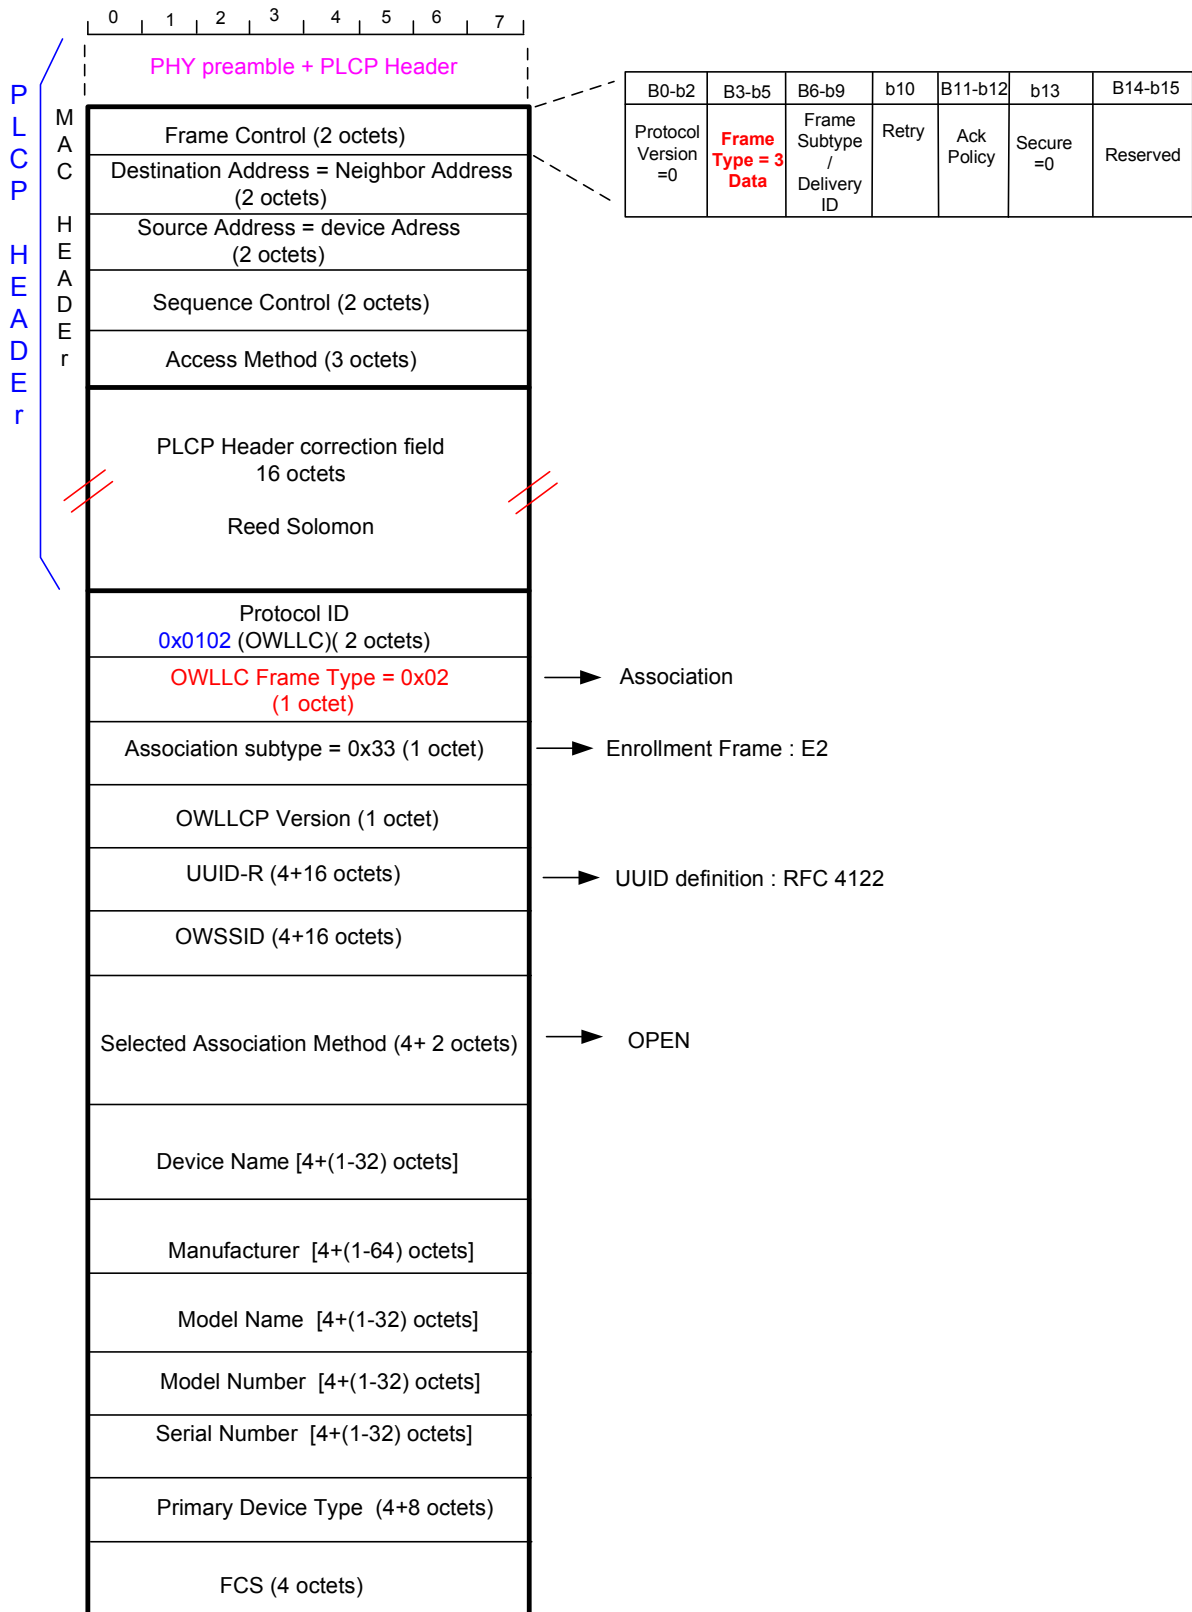 0 1 2 3 4 5 6 7
PHY preamble + PLCP Header
PLCP HEADEr
MAC HEADEr
Frame Control (2 octets)
Destination Address = Neighbor Address
(2 octets)
Source Address = device Adress
(2 octets)
Sequence Control (2 octets)
Access Method (3 octets)
B0-b2 B3-b5 B6-b9 b10 B11-b12 b13 B14-b15
Protocol
Version
=0
Frame
Type = 3
Data
Frame
Subtype
/
Delivery
ID
Retry
Ack
Policy
Secure
=0
Reserved
PLCP Header correction field
16 octets
Reed Solomon
Protocol ID
0x0102 (OWLLC)( 2 octets)
OWLLC Frame Type = 0x02
(1 octet)
Association
Association subtype = 0x33 (1 octet)
Enrollment Frame : E2
OWLLCP Version (1 octet)
UUID-R (4+16 octets)
UUID definition : RFC 4122
OWSSID (4+16 octets)
Selected Association Method (4+ 2 octets)
OPEN
Device Name [4+(1-32) octets]
Manufacturer [4+(1-64) octets]
Model Name [4+(1-32) octets]
Model Number [4+(1-32) octets]
Serial Number [4+(1-32) octets]
Primary Device Type (4+8 octets)
FCS (4 octets)